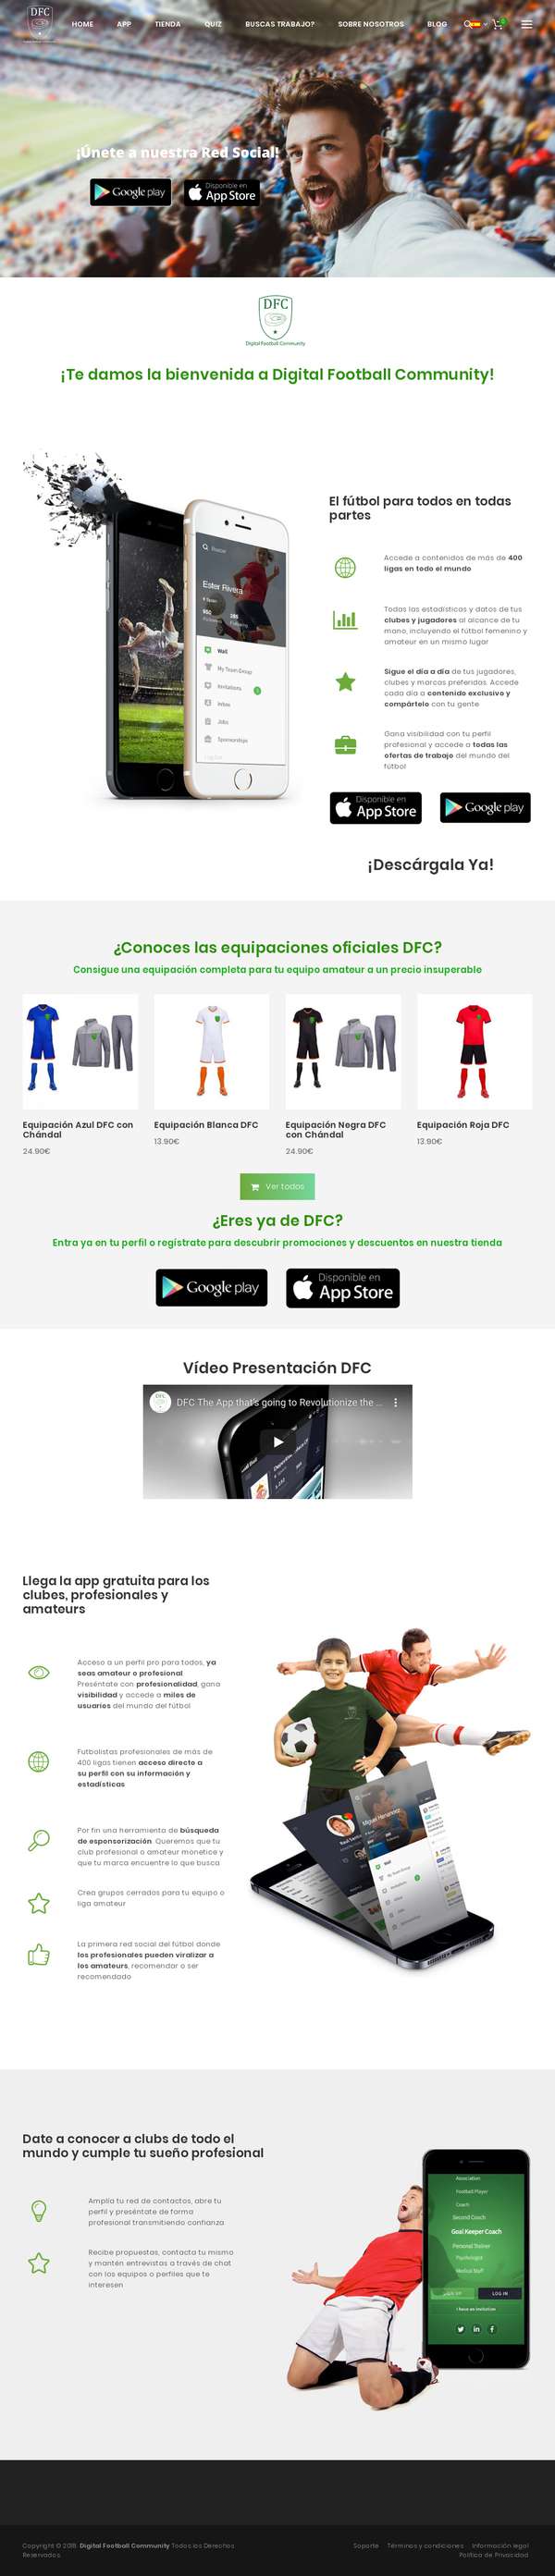 DFC
HOME
APP
TIENDA
QUIZ
BUSCAS TRABAJO?
SOBRE NOSOTROS
BLOG
0
¡Únete a nuestra Red Social!
Google play
Disponible en
App Store
DFC
Digital Football Community
¡Te damos la bienvenida a Digital Football Community!
Buscar
Ester Rivera
Wall
My Team Group
Invitations
Inbox
Jobs
Sponsorships
El fútbol para todos en todas
partes
Accede a contenidos de más de 400
ligas en todo el mundo
Todas las estadísticas y datos de tus
clubes y jugadores al alcance de tu
mano, incluyendo el fútbol femenino y
amateur en un mismo lugar
Sigue el día a día de tus jugadores,
clubes y marcas preferidas. Accede
cada día a contenido exclusivo y
compártelo con tu gente
Gana visibilidad con tu perfil
profesional y accede a todas las
ofertas de trabajo del mundo del
fútbol
Disponible en
App Store
Google play
¡Descárgala Ya!
¿Conoces las equipaciones oficiales DFC?
Consigue una equipación completa para tu equipo amateur a un precio insuperable
Equipación Azul DFC con
Chándal
24.90€
Equipación Blanca DFC
13.90€
Equipación Negra DFC
con Chándal
24.90€
Equipación Roja DFC
13.90€
Ver todos
¿Eres ya de DFC?
Entra ya en tu perfil o regístrate para descubrir promociones y descuentos en nuestra tienda
Google play
Disponible en
App Store
Vídeo Presentación DFC
DFC The App that's going to Revolutionize the ...
Llega la app gratuita para los
clubes, profesionales y
amateurs
Acceso a un perfil pro para todos, ya
seas amateur o profesional.
Preséntate con profesionalidad, gana
visibilidad y accede a miles de
usuarios del mundo del fútbol
Futbolistas profesionales de más de
400 ligas tienen acceso directo a
su perfil con su información y
estadísticas
Por fin una herramienta de búsqueda
de esponsorización. Queremos que tu
club profesional o amateur monetice y
que tu marca encuentre lo que busca
Crea grupos cerrados para tu equipo o
liga amateur
La primera red social del fútbol donde
los profesionales pueden viralizar a
los amateurs, recomendar o ser
recomendado
Miguel Hernandez
Wall
Date a conocer a clubs de todo el
mundo y cumple tu sueño profesional
Amplía tu red de contactos, abre tu
perfil y preséntate de forma
profesional transmitiendo confianza
Recibe propuestas, contacta tu mismo
y mantén entrevistas a través de chat
con los equipos o perfiles que te
interesen
Association
Football Player
Coach
Second Coach
Goal Keeper Coach
Personal Trainer
Psychologist
Medical Staff
SIGN UP
LOG IN
I have an invitation
Copyright © 2018. Digital Football Community Todos los Derechos
Reservados.
Soporte
Términos y condiciones
Información legal
Política de Privacidad